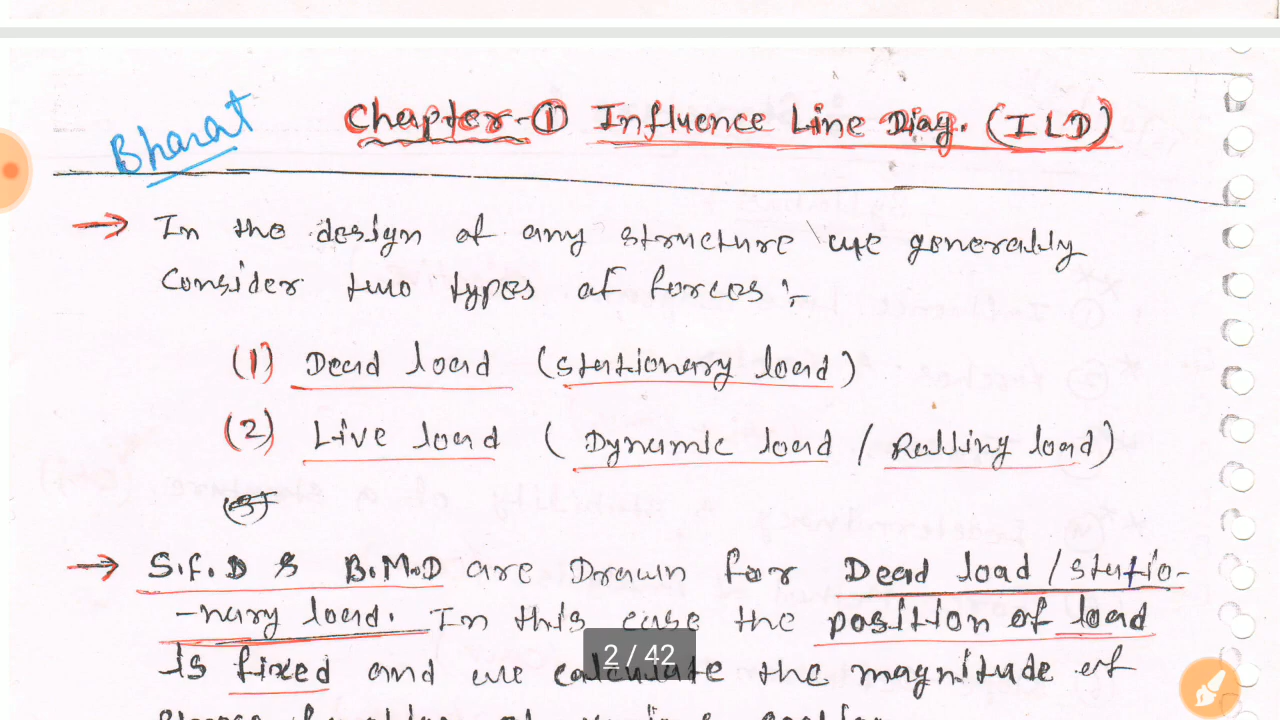 Bharat
Chapter-① Influence Line Diag. (ILD)
→ In the design of any structure we generally
consider two types of forces :-
(1) Dead load (stationary load)
(2) Live load ( Dynamic load / Rolling load)
→ S.F.D & B.M.D are Drawn for Dead load / statio-
-nary load. In this case the position of load
is fixed and we calculate the magnitude of
2 / 42